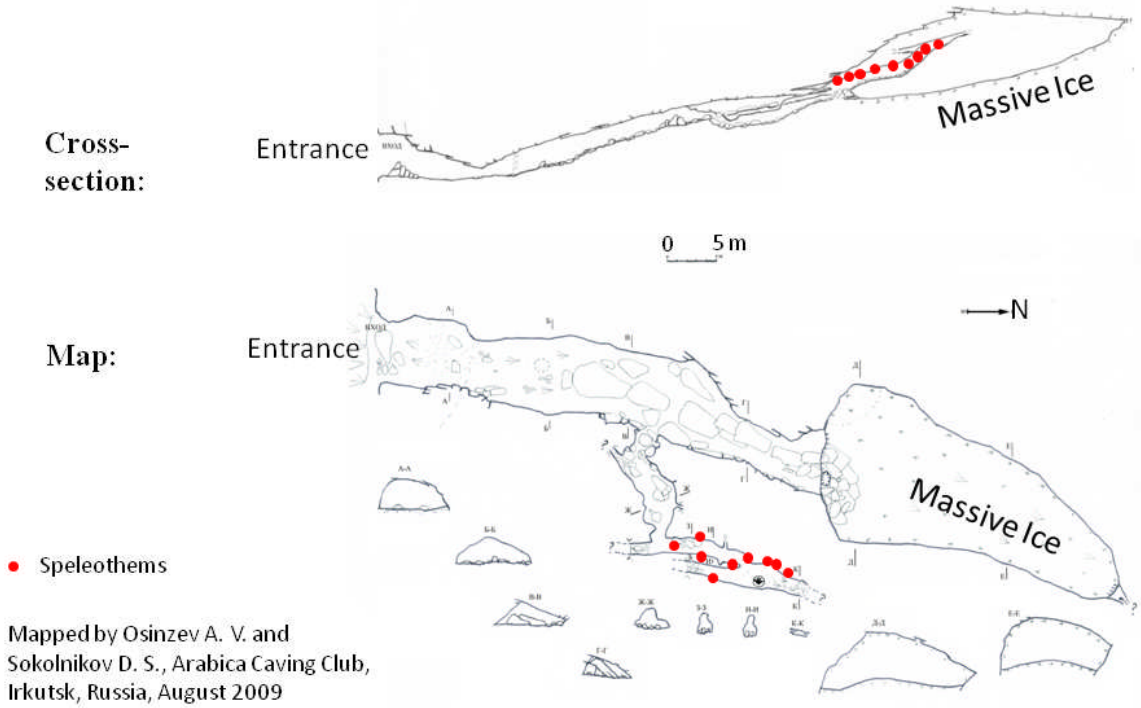 Massive Ice
Cross-
section:
Entrance
ВХОД
0 5 m
N
Map:
Entrance
ВХОД
А
Б
В
Г
Д
Е
А
Б
В
Г
Д
Е
Massive Ice
Ж
Ж
З
И
К
К
А-А
Б-Б
В-В
Г-Г
Ж-Ж
З-З
И-И
К-К
Д-Д
Е-Е
?
?
?
?
Speleothems
Mapped by Osinzev A. V. and
Sokolnikov D. S., Arabica Caving Club,
Irkutsk, Russia, August 2009